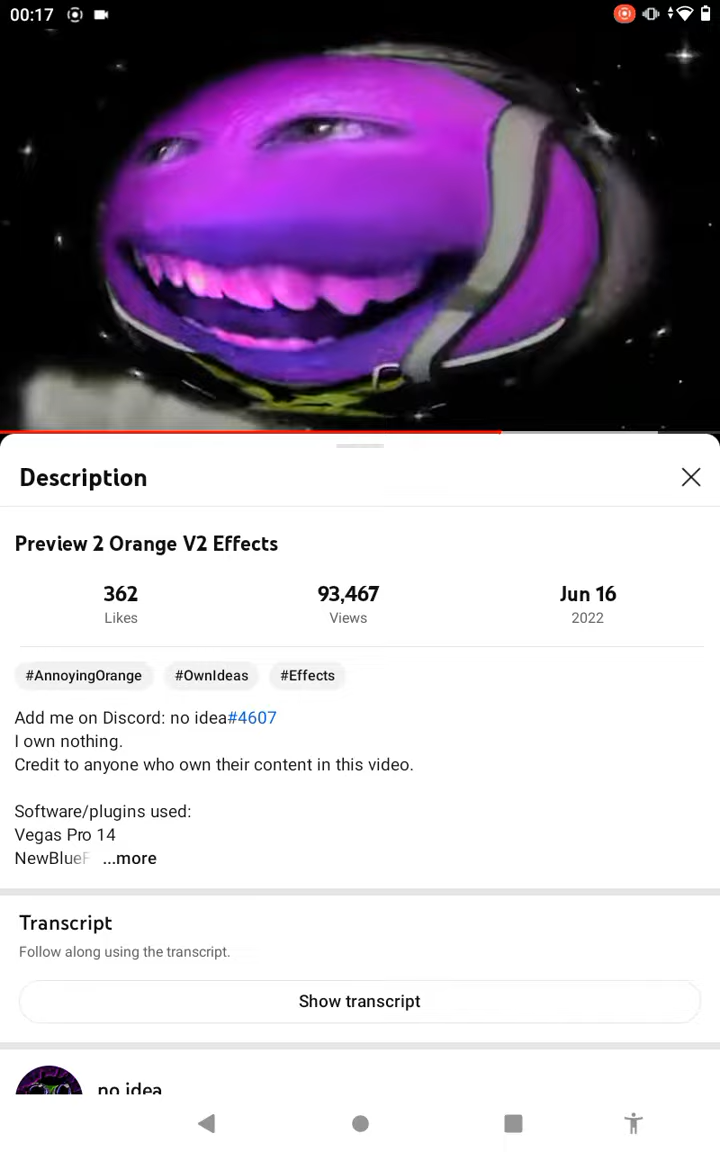 00:17
Description
Preview 2 Orange V2 Effects
362 93,467 Jun 16
Likes Views 2022
#AnnoyingOrange #OwnIdeas #Effects
Add me on Discord: no idea#4607
I own nothing.
Credit to anyone who own their content in this video.
Software/plugins used:
Vegas Pro 14
NewBlueF ...more
Transcript
Follow along using the transcript.
Show transcript
no idea